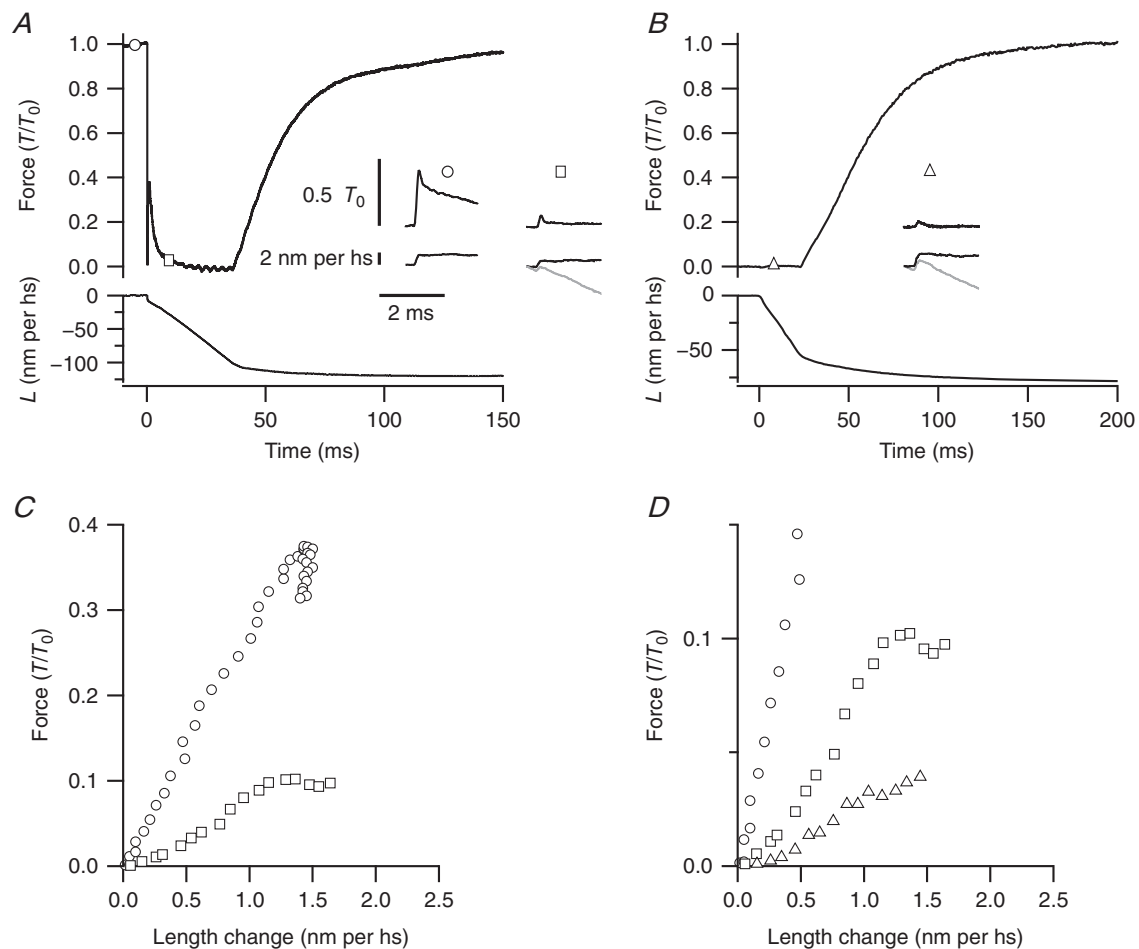 A
Force (T/T0)
1.0
0.8
0.6
0.4
0.2
0.0
0.5 T0
2 nm per hs
2 ms
L (nm per hs)
0
−50
−100
0 50 100 150
Time (ms)
B
Force (T/T0)
1.0
0.8
0.6
0.4
0.2
0.0
L (nm per hs)
0
−50
0 50 100 150 200
Time (ms)
C
Force (T/T0)
0.4
0.3
0.2
0.1
0.0
0.0 0.5 1.0 1.5 2.0 2.5
Length change (nm per hs)
D
Force (T/T0)
0.1
0.0
0.0 0.5 1.0 1.5 2.0 2.5
Length change (nm per hs)